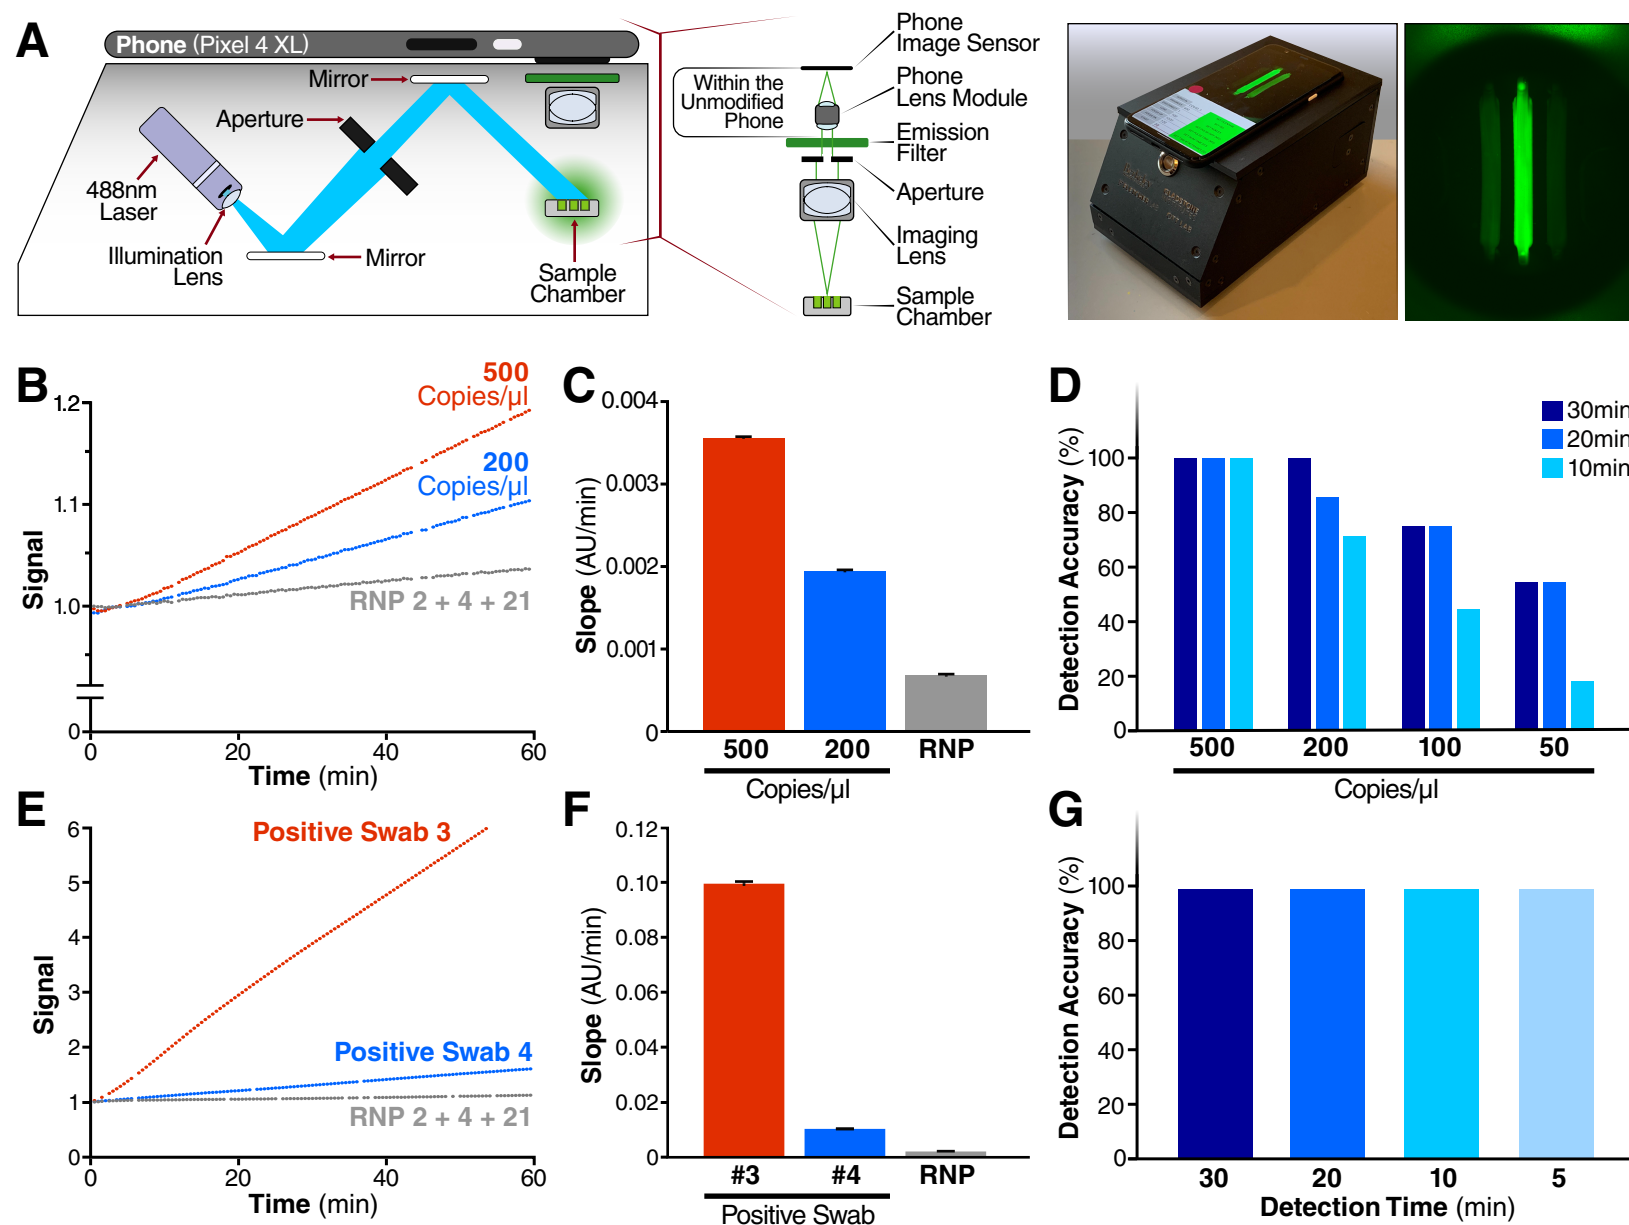 A
Phone (Pixel 4 XL)
Mirror
Aperture
488nm
Laser
Illumination
Lens
Mirror
Sample
Chamber
Within the
Unmodified
Phone
Phone
Image Sensor
Phone
Lens Module
Emission
Filter
Aperture
Imaging
Lens
Sample
Chamber
B
Signal
1.2
1.1
1.0
0
0 20 40 60
Time (min)
500
Copies/µl
200
Copies/µl
RNP 2 + 4 + 21
C
Slope (AU/min)
0.004
0.003
0.002
0.001
0
500 200 RNP
Copies/µl
D
Detection Accuracy (%)
100
80
60
40
20
0
30min
20min
10min
500 200 100 50
Copies/µl
E
Signal
6
5
4
3
2
1
0
0 20 40 60
Time (min)
Positive Swab 3
Positive Swab 4
RNP 2 + 4 + 21
F
Slope (AU/min)
0.12
0.10
0.08
0.06
0.04
0.02
0
#3 #4 RNP
Positive Swab
G
Detection Accuracy (%)
100
80
60
40
20
0
30 20 10 5
Detection Time (min)